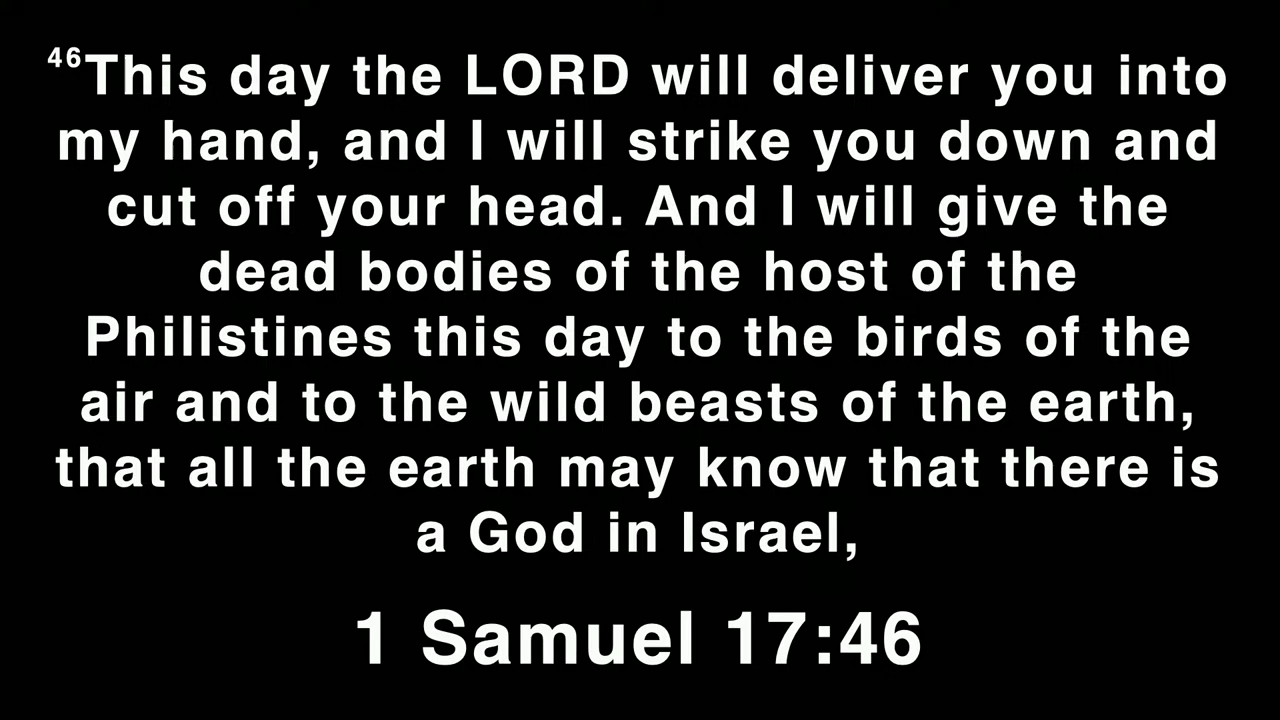 46This day the LORD will deliver you into
my hand, and I will strike you down and
cut off your head. And I will give the
dead bodies of the host of the
Philistines this day to the birds of the
air and to the wild beasts of the earth,
that all the earth may know that there is
a God in Israel,
1 Samuel 17:46